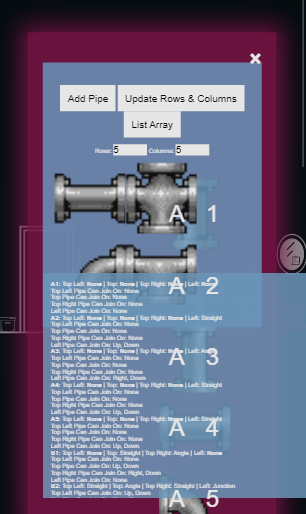 ×
Add Pipe
Update Rows & Columns
List Array
Rows: 5 Columns: 5
A 1
A 2
A1: Top Left: None | Top: None | Top Right: None | Left: None
Top Left Pipe Can Join On: None
Top Pipe Can Join On: None
Top Right Pipe Can Join On: None
Left Pipe Can Join On: None
A2: Top Left: None | Top: None | Top Right: None | Left: Straight
Top Left Pipe Can Join On: None
Top Pipe Can Join On: None
Top Right Pipe Can Join On: None
Left Pipe Can Join On: Up, Down
A 3
A3: Top Left: None | Top: None | Top Right: None | Left: Angle
Top Left Pipe Can Join On: None
Top Pipe Can Join On: None
Top Right Pipe Can Join On: None
Left Pipe Can Join On: Right, Down
A4: Top Left: None | Top: None | Top Right: None | Left: Straight
Top Left Pipe Can Join On: None
Top Pipe Can Join On: None
Top Right Pipe Can Join On: None
Left Pipe Can Join On: Up, Down
A 4
A5: Top Left: None | Top: None | Top Right: None | Left: Straight
Top Left Pipe Can Join On: None
Top Pipe Can Join On: None
Top Right Pipe Can Join On: None
Left Pipe Can Join On: Up, Down
B1: Top Left: None | Top: Straight | Top Right: Angle | Left: None
Top Left Pipe Can Join On: None
Top Pipe Can Join On: Up, Down
Top Right Pipe Can Join On: Right, Down
Left Pipe Can Join On: None
B2: Top Left: Straight | Top: Angle | Top Right: Straight | Left: Junction
Top Left Pipe Can Join On: Up, Down
A 5